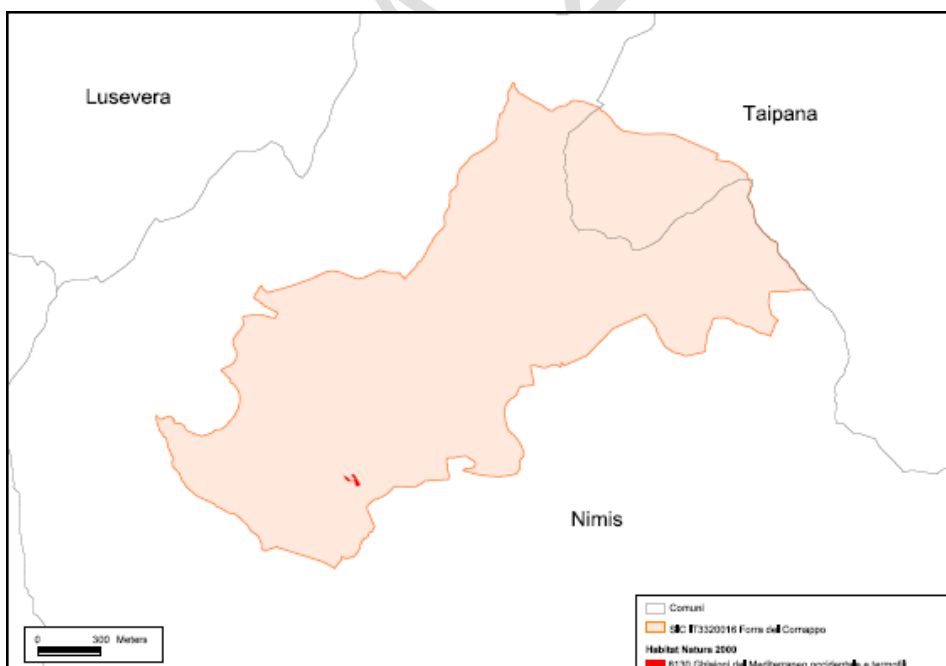 Lusevera
Taipana
Nimis
0 300 Meters
Comuni
SIC IT3320016 Forra del Cornappo
Habitat Natura 2000
8130 Ghiaioni del Mediterraneo occidentale e termofili